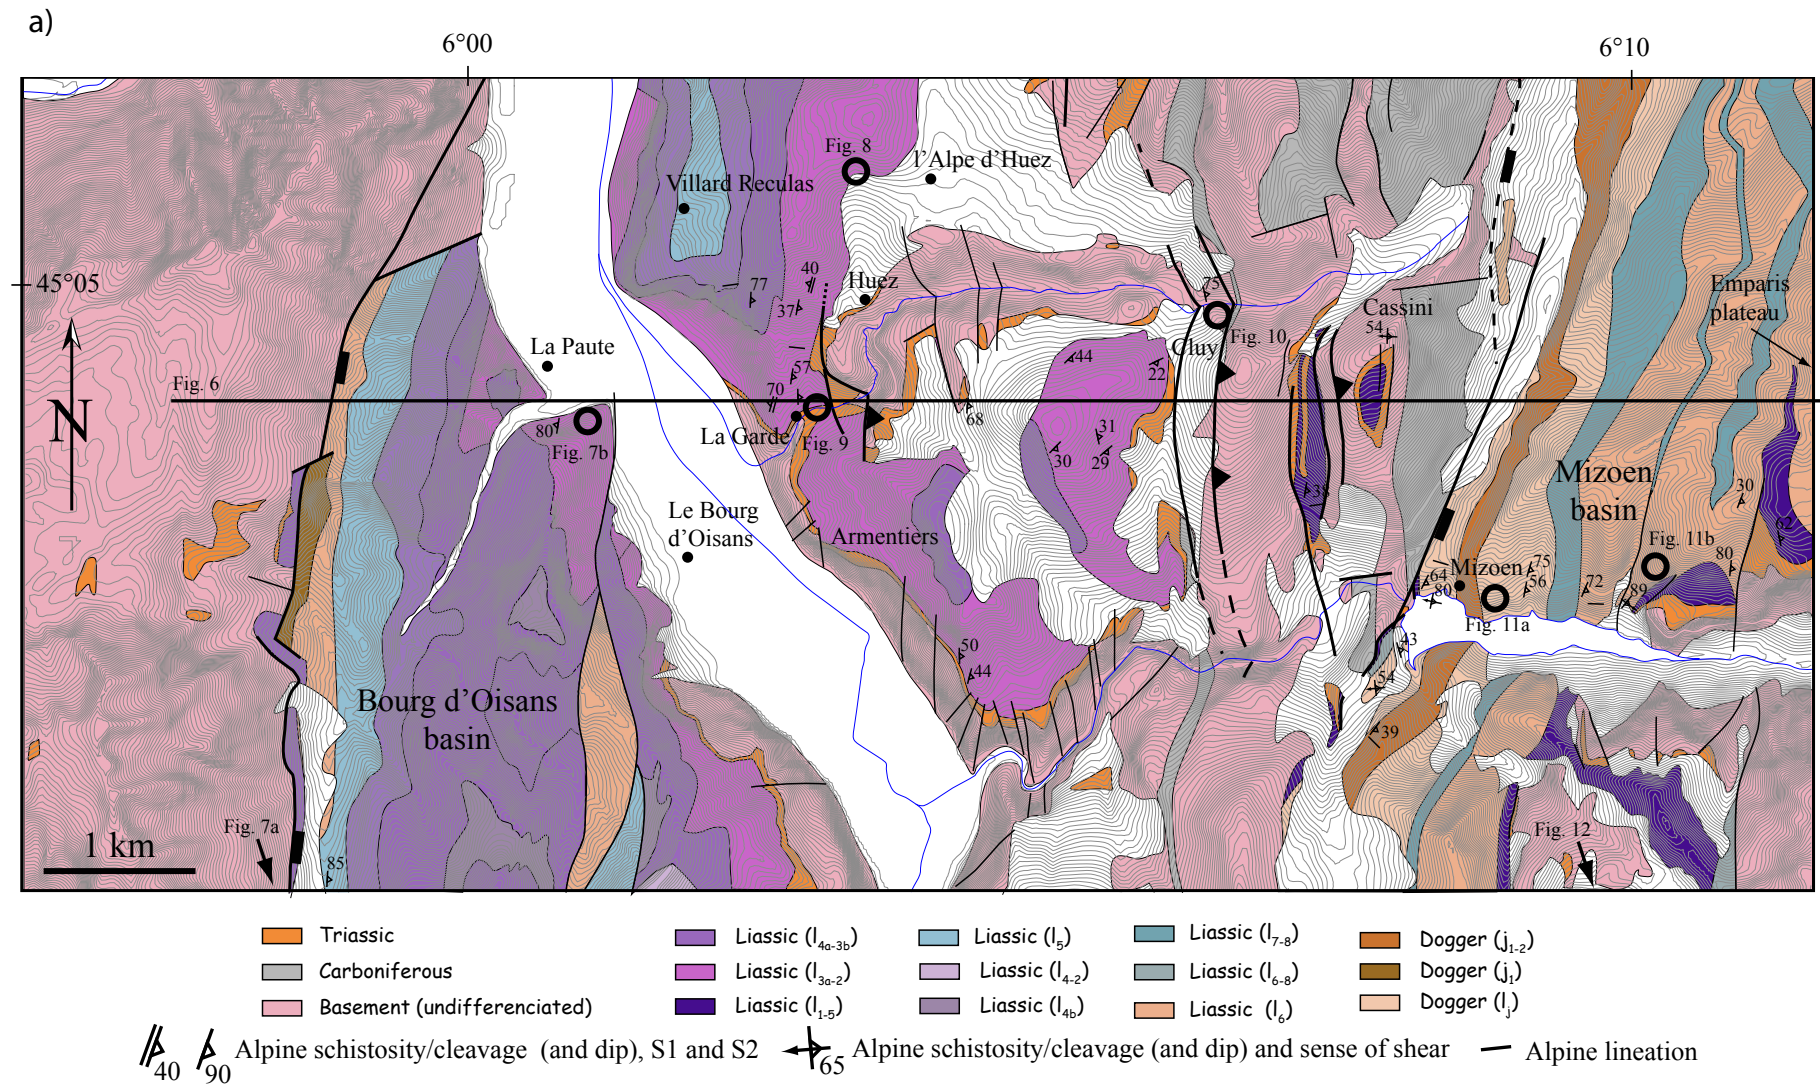 a)
6°00
6°10
45°05
Fig. 8
l'Alpe d'Huez
Villard Reculas
77
40
37
Huez
75
Fig. 10
Cluy
Cassini
54
Emparis
plateau
La Paute
Fig. 6
N
57
70
44
22
68
La Garde
Fig. 9
80
Fig. 7b
31
30
29
38
Mizoen
basin
30
62
Le Bourg
d'Oisans
Armentiers
Fig. 11b
80
Mizoen
64
80
75
56
72
89
Fig. 11a
50
44
43
54
39
Bourg d'Oisans
basin
Fig. 7a
1 km
85
Fig. 12
Triassic
Carboniferous
Basement (undifferenciated)
Liassic (l4a-3b)
Liassic (l3a-2)
Liassic (l1-5)
Liassic (l5)
Liassic (l4-2)
Liassic (l4b)
Liassic (l7-8)
Liassic (l6-8)
Liassic (l6)
Dogger (j1-2)
Dogger (j1)
Dogger (lj)
40
90
Alpine schistosity/cleavage (and dip), S1 and S2
65
Alpine schistosity/cleavage (and dip) and sense of shear
Alpine lineation